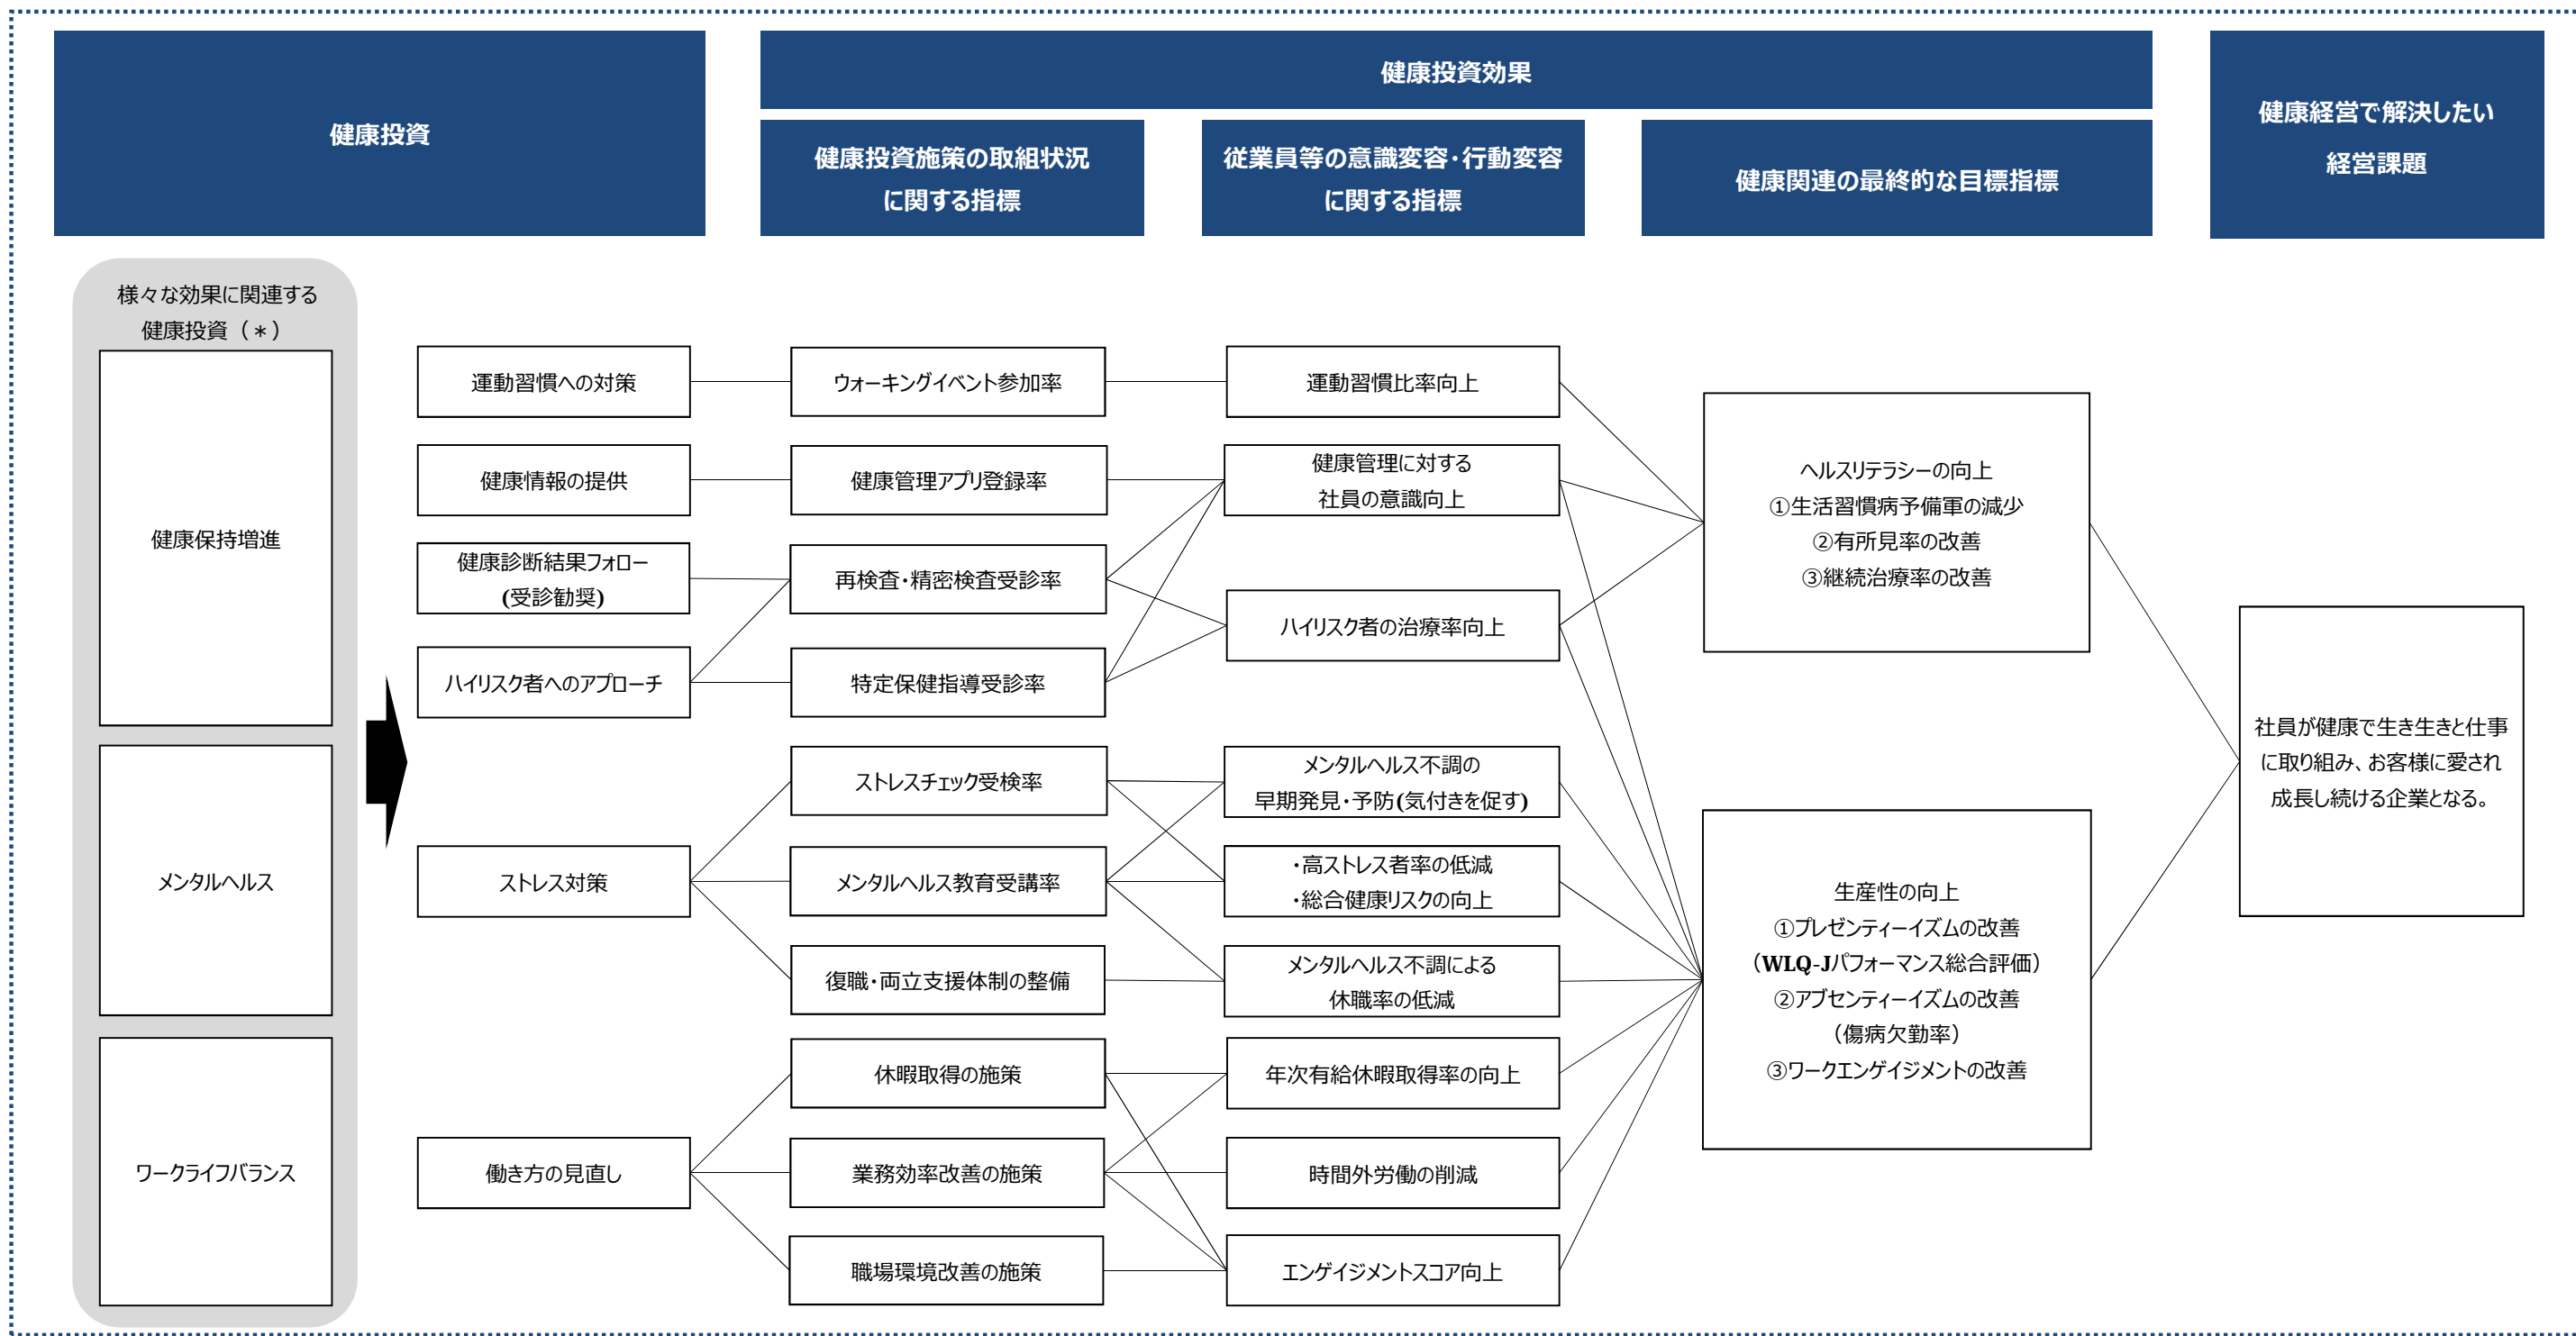 健康投資
健康投資効果
健康経営で解決したい
経営課題
健康投資施策の取組状況
に関する指標
従業員等の意識変容・行動変容
に関する指標
健康関連の最終的な目標指標
様々な効果に関連する
健康投資（＊）
健康保持増進
メンタルヘルス
ワークライフバランス
運動習慣への対策
健康情報の提供
健康診断結果フォロー
(受診勧奨)
ハイリスク者へのアプローチ
ストレス対策
働き方の見直し
ウォーキングイベント参加率
健康管理アプリ登録率
再検査・精密検査受診率
特定保健指導受診率
ストレスチェック受検率
メンタルヘルス教育受講率
復職・両立支援体制の整備
休暇取得の施策
業務効率改善の施策
職場環境改善の施策
運動習慣比率向上
健康管理に対する
社員の意識向上
ハイリスク者の治療率向上
メンタルヘルス不調の
早期発見・予防(気付きを促す)
・高ストレス者率の低減
・総合健康リスクの向上
メンタルヘルス不調による
休職率の低減
年次有給休暇取得率の向上
時間外労働の削減
エンゲイジメントスコア向上
ヘルスリテラシーの向上
①生活習慣病予備軍の減少
②有所見率の改善
③継続治療率の改善
生産性の向上
①プレゼンティーイズムの改善
（WLQ-Jパフォーマンス総合評価）
②アブセンティーイズムの改善
（傷病欠勤率）
③ワークエンゲイジメントの改善
社員が健康で生き生きと仕事
に取り組み、お客様に愛され
成長し続ける企業となる。